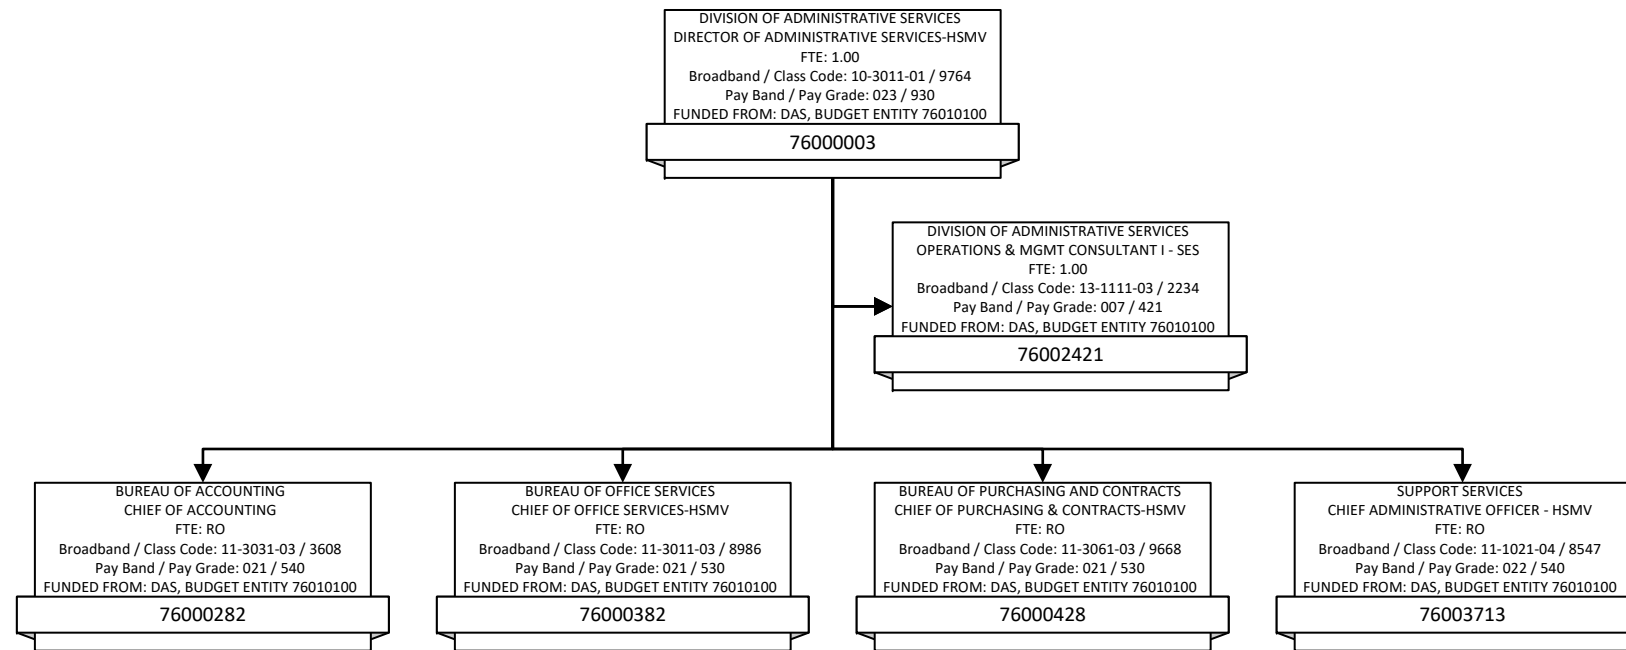 DIVISION OF ADMINISTRATIVE SERVICES
DIRECTOR OF ADMINISTRATIVE SERVICES-HSMV
FTE: 1.00
Broadband / Class Code: 10-3011-01 / 9764
Pay Band / Pay Grade: 023 / 930
FUNDED FROM: DAS, BUDGET ENTITY 76010100
76000003
DIVISION OF ADMINISTRATIVE SERVICES
OPERATIONS & MGMT CONSULTANT I - SES
FTE: 1.00
Broadband / Class Code: 13-1111-03 / 2234
Pay Band / Pay Grade: 007 / 421
FUNDED FROM: DAS, BUDGET ENTITY 76010100
76002421
BUREAU OF ACCOUNTING
CHIEF OF ACCOUNTING
FTE: RO
Broadband / Class Code: 11-3031-03 / 3608
Pay Band / Pay Grade: 021 / 540
FUNDED FROM: DAS, BUDGET ENTITY 76010100
76000282
BUREAU OF OFFICE SERVICES
CHIEF OF OFFICE SERVICES-HSMV
FTE: RO
Broadband / Class Code: 11-3011-03 / 8986
Pay Band / Pay Grade: 021 / 530
FUNDED FROM: DAS, BUDGET ENTITY 76010100
76000382
BUREAU OF PURCHASING AND CONTRACTS
CHIEF OF PURCHASING & CONTRACTS-HSMV
FTE: RO
Broadband / Class Code: 11-3061-03 / 9668
Pay Band / Pay Grade: 021 / 530
FUNDED FROM: DAS, BUDGET ENTITY 76010100
76000428
SUPPORT SERVICES
CHIEF ADMINISTRATIVE OFFICER - HSMV
FTE: RO
Broadband / Class Code: 11-1021-04 / 8547
Pay Band / Pay Grade: 022 / 540
FUNDED FROM: DAS, BUDGET ENTITY 76010100
76003713